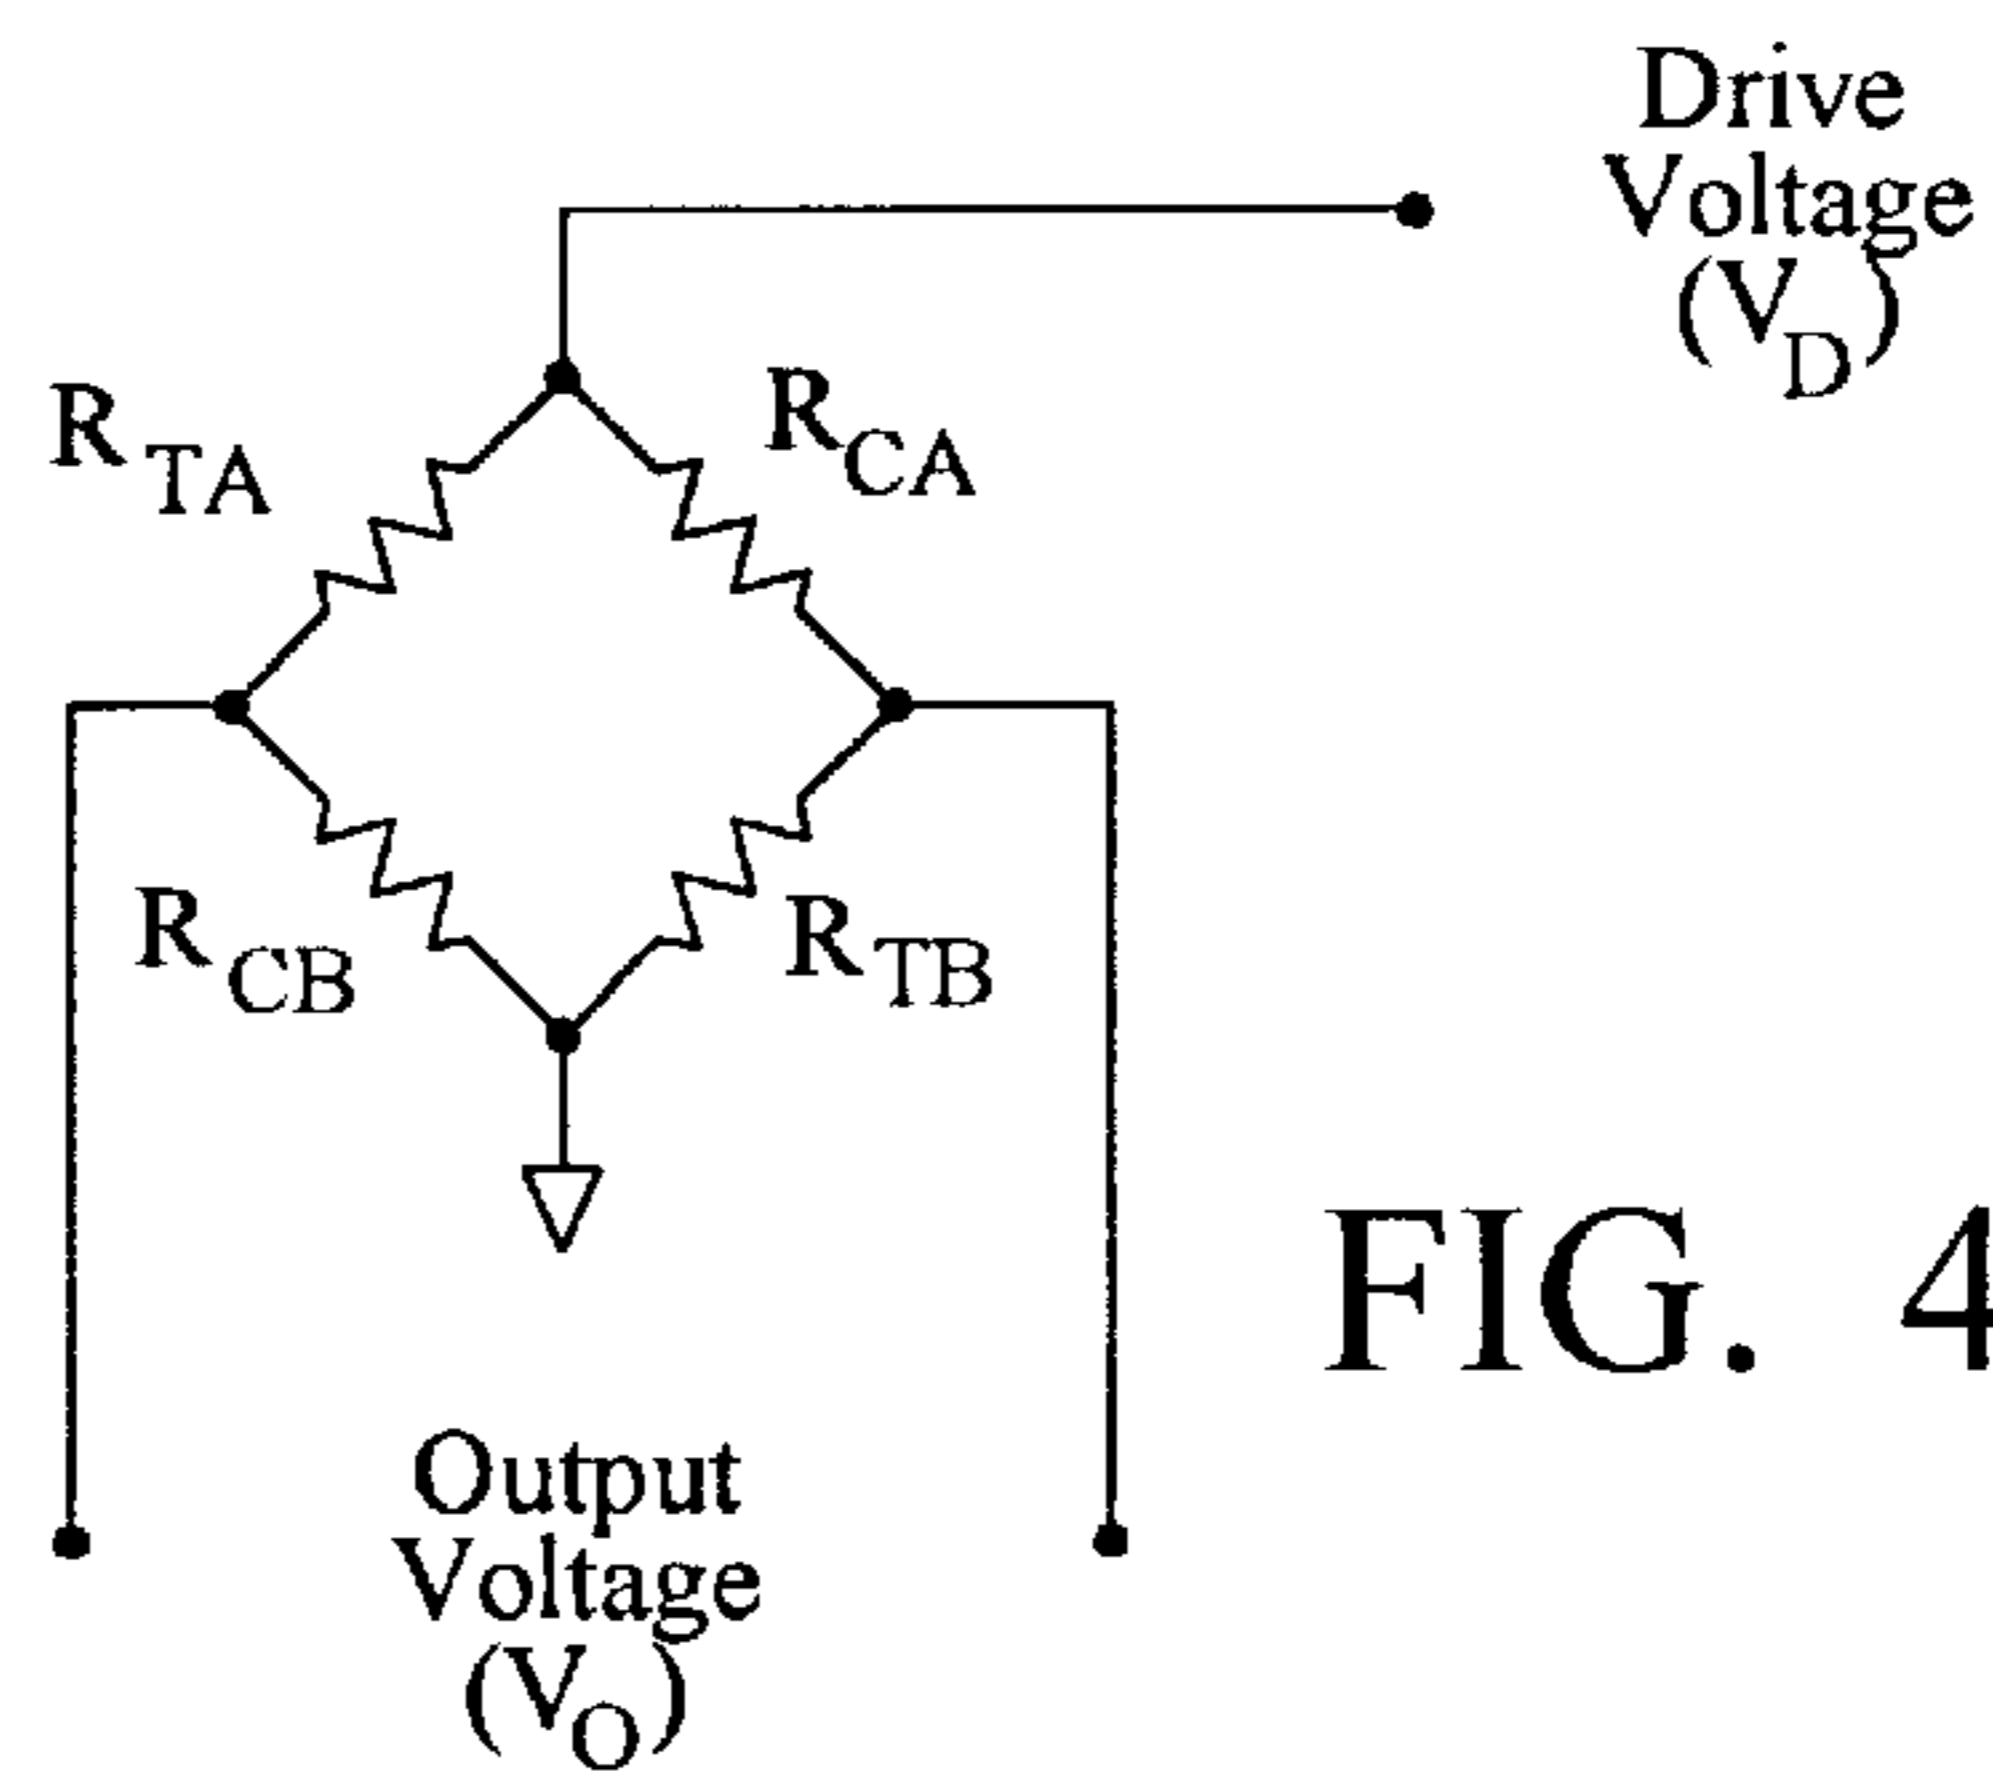 Drive
Voltage
(VD)
RTA
RCA
RCB
RTB
FIG. 4
Output
Voltage
(VO)